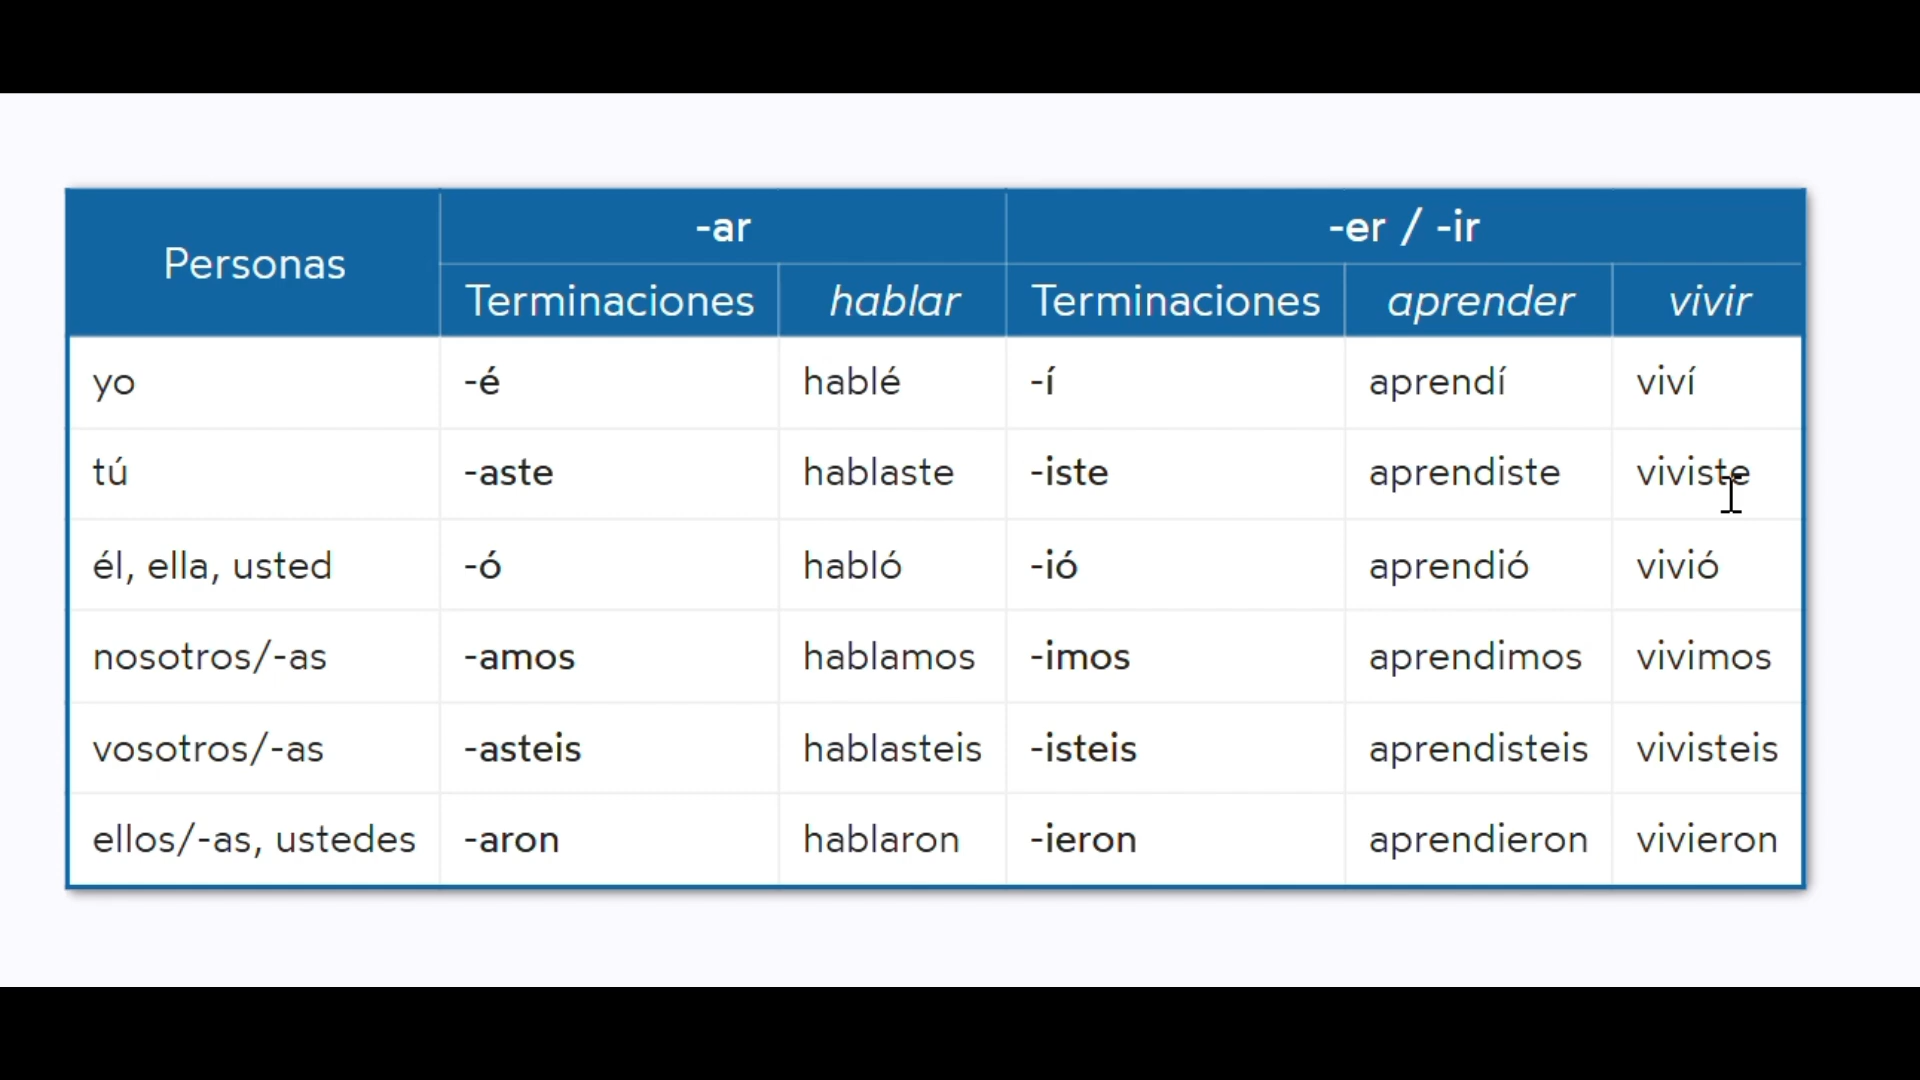 Personas -ar -er / -ir
Terminaciones hablar Terminaciones aprender vivir
yo -é hablé -í aprendí viví
tú -aste hablaste -iste aprendiste viviste
él, ella, usted -ó habló -ió aprendió vivió
nosotros/-as -amos hablamos -imos aprendimos vivimos
vosotros/-as -asteis hablasteis -isteis aprendisteis vivisteis
ellos/-as, ustedes -aron hablaron -ieron aprendieron vivieron